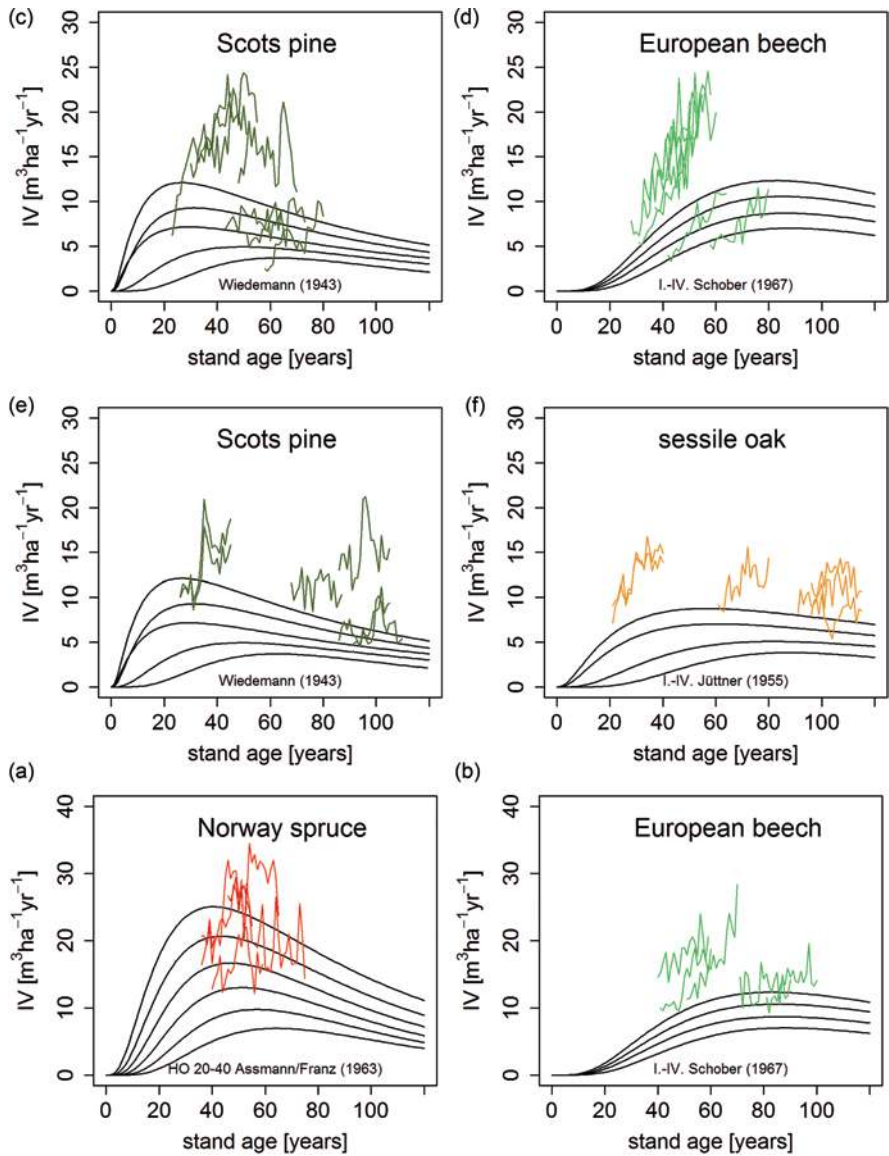 (c)
Scots pine
IV [m³ha⁻¹yr⁻¹]
30
25
20
15
10
5
0
Wiedemann (1943)
0 20 40 60 80 100
stand age [years]
(d)
European beech
IV [m³ha⁻¹yr⁻¹]
30
25
20
15
10
5
0
I.-IV. Schober (1967)
0 20 40 60 80 100
stand age [years]
(e)
Scots pine
IV [m³ha⁻¹yr⁻¹]
30
25
20
15
10
5
0
Wiedemann (1943)
0 20 40 60 80 100
stand age [years]
(f)
sessile oak
IV [m³ha⁻¹yr⁻¹]
30
25
20
15
10
5
0
I.-IV. Jüttner (1955)
0 20 40 60 80 100
stand age [years]
(a)
Norway spruce
IV [m³ha⁻¹yr⁻¹]
40
30
20
10
0
HO 20-40 Assmann/Franz (1963)
0 20 40 60 80 100
stand age [years]
(b)
European beech
IV [m³ha⁻¹yr⁻¹]
40
30
20
10
0
I.-IV. Schober (1967)
0 20 40 60 80 100
stand age [years]